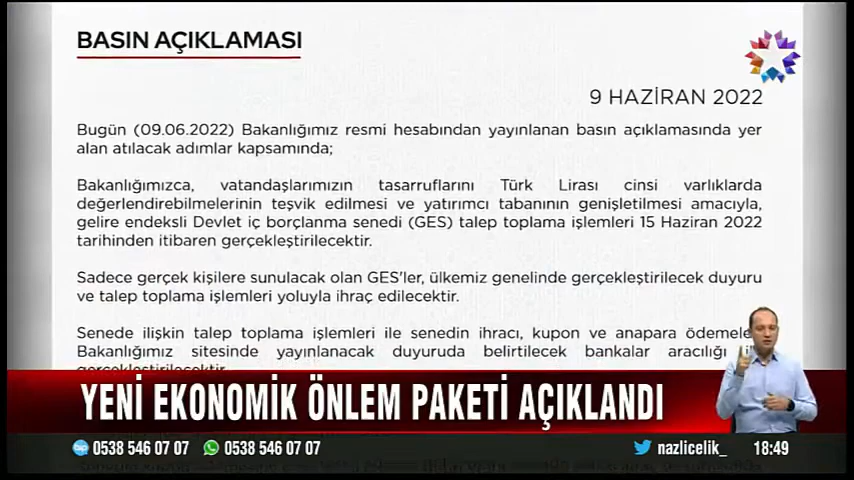 BASIN AÇIKLAMASI
9 HAZİRAN 2022
Bugün (09.06.2022) Bakanlığımız resmi hesabından yayınlanan basın açıklamasında yer
alan atılacak adımlar kapsamında;
Bakanlığımızca, vatandaşlarımızın tasarruflarını Türk Lirası cinsi varlıklarda
değerlendirebilmelerinin teşvik edilmesi ve yatırımcı tabanının genişletilmesi amacıyla,
gelire endeksli Devlet iç borçlanma senedi (GES) talep toplama işlemleri 15 Haziran 2022
tarihinden itibaren gerçekleştirilecektir.
Sadece gerçek kişilere sunulacak olan GES'ler, ülkemiz genelinde gerçekleştirilecek duyuru
ve talep toplama işlemleri yoluyla ihraç edilecektir.
Senede ilişkin talep toplama işlemleri ile senedin ihracı, kupon ve anapara ödemele
Bakanlığımız sitesinde yayınlanacak duyuruda belirtilecek bankalar aracılığı
gerçekleştirilecektir.
YENİ EKONOMİK ÖNLEM PAKETİ AÇIKLANDI
bip 0538 546 07 07 0538 546 07 07 nazlicelik_ 18:49